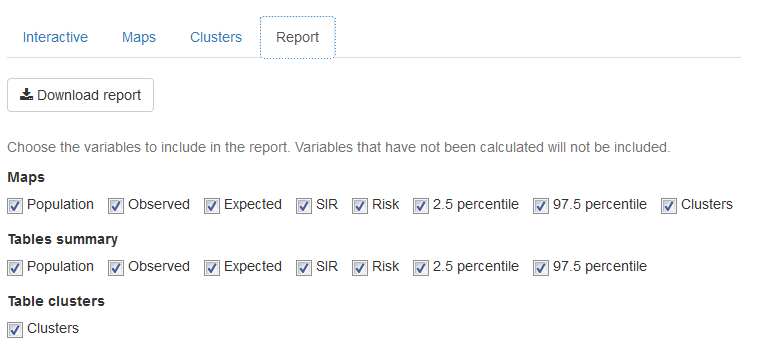 Interactive Maps Clusters Report
Download report
Choose the variables to include in the report. Variables that have not been calculated will not be included.
Maps
Population Observed Expected SIR Risk 2.5 percentile 97.5 percentile Clusters
Tables summary
Population Observed Expected SIR Risk 2.5 percentile 97.5 percentile
Table clusters
Clusters